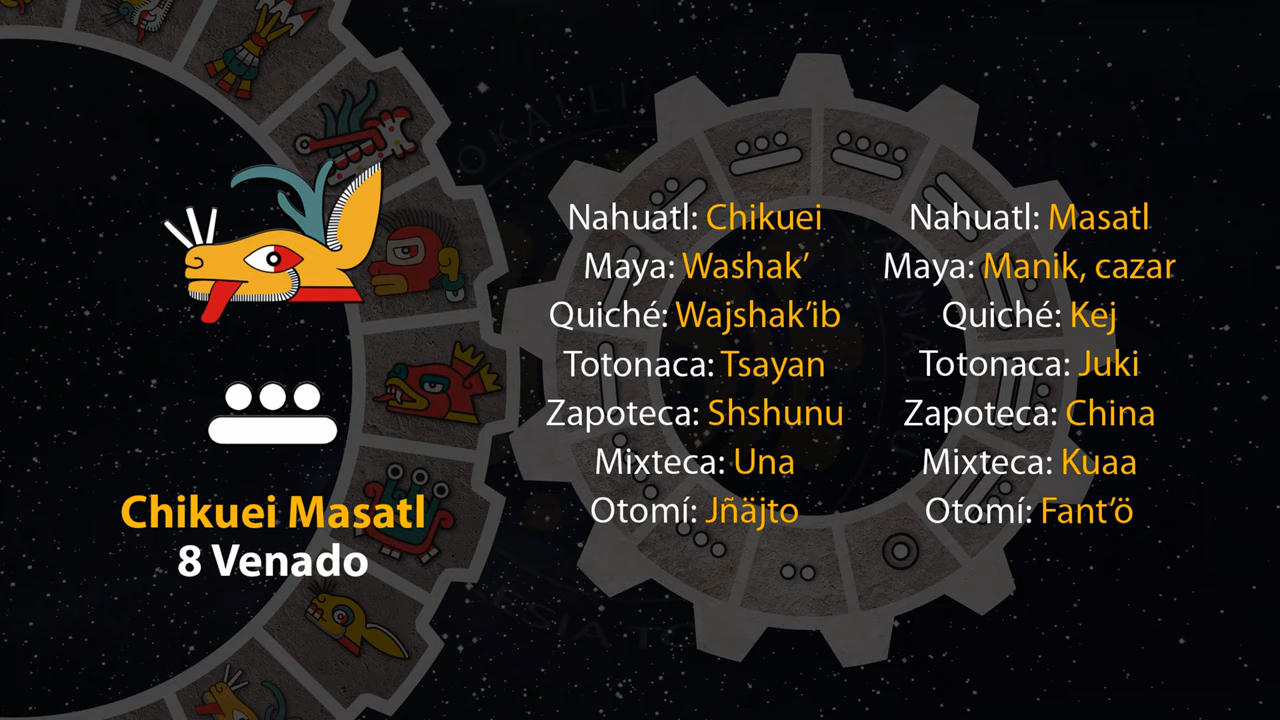 Chikuei Masatl
8 Venado
Nahuatl: Chikuei
Maya: Washak’
Quiché: Wajshak’ib
Totonaca: Tsayan
Zapoteca: Shshunu
Mixteca: Una
Otomí: Jñäjto
Nahuatl: Masatl
Maya: Manik, cazar
Quiché: Kej
Totonaca: Juki
Zapoteca: China
Mixteca: Kuaa
Otomí: Fant’ö